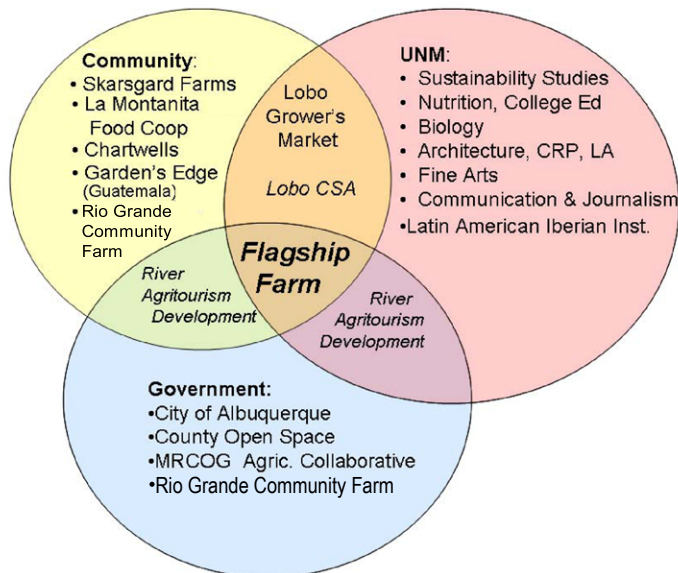 Community:
• Skarsgard Farms
• La Montanita
Food Coop
• Chartwells
• Garden's Edge
(Guatemala)
• Rio Grande
Community
Farm
Lobo
Grower's
Market
Lobo CSA
UNM:
• Sustainability Studies
• Nutrition, College Ed
• Biology
• Architecture, CRP, LA
• Fine Arts
• Communication & Journalism
•Latin American Iberian Inst.
Flagship
Farm
River
Agritourism
Development
River
Agritourism
Development
Government:
•City of Albuquerque
•County Open Space
•MRCOG Agric. Collaborative
•Rio Grande Community Farm